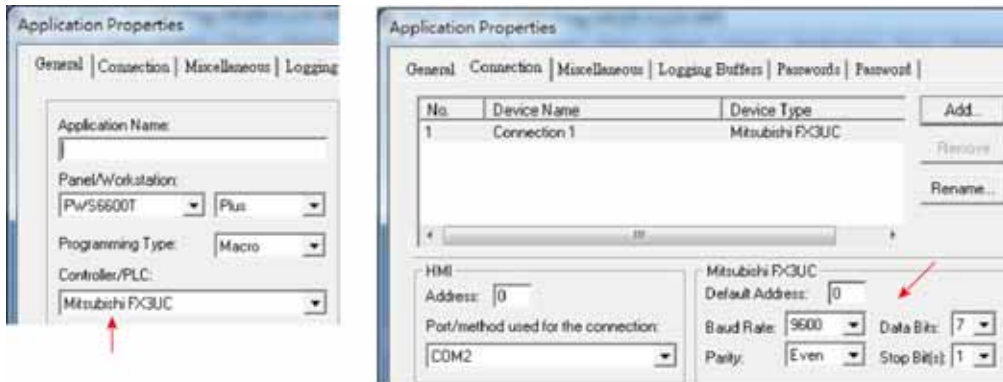 Application Properties
General | Connection | Miscellaneous | Logging
Application Name:
Panel/Workstation:
PWS6600T Plus
Programming Type: Macro
Controller/PLC:
Mitsubishi FX3UC
Application Properties
General Connection | Miscellaneous | Logging Buffers | Passwords | Password |
No. Device Name Device Type
1 Connection 1 Mitsubishi FX3UC
Add...
Remove
Rename...
HMI
Address: 0
Port/method used for the connection:
COM2
Mitsubishi FX3UC
Default Address: 0
Baud Rate: 9600 Data Bits: 7
Parity: Even Stop Bit(s): 1